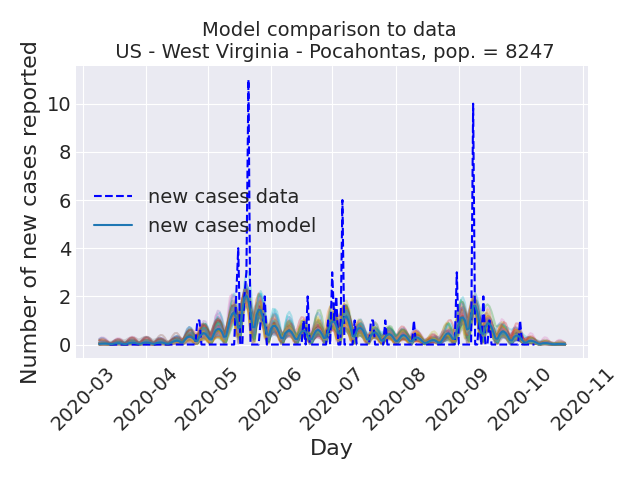 Model comparison to data
US - West Virginia - Pocahontas, pop. = 8247
Number of new cases reported
10
8
6
4
2
0
new cases data
new cases model
2020-03
2020-04
2020-05
2020-06
2020-07
2020-08
2020-09
2020-10
2020-11
Day